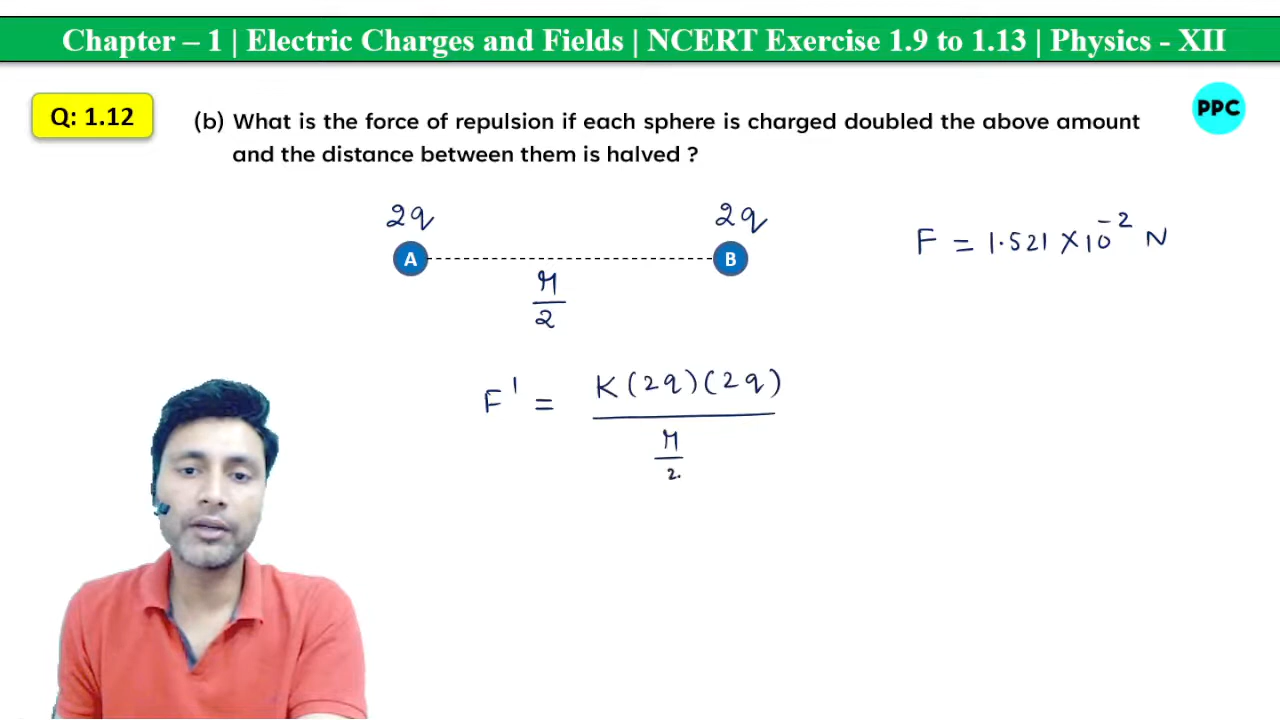 Chapter – 1 | Electric Charges and Fields | NCERT Exercise 1.9 to 1.13 | Physics - XII
Q: 1.12
(b) What is the force of repulsion if each sphere is charged doubled the above amount
and the distance between them is halved ?
PPC
2q 2q
A B
r/2
F = 1.521 × 10⁻² N
F' = K(2q)(2q)
r/2